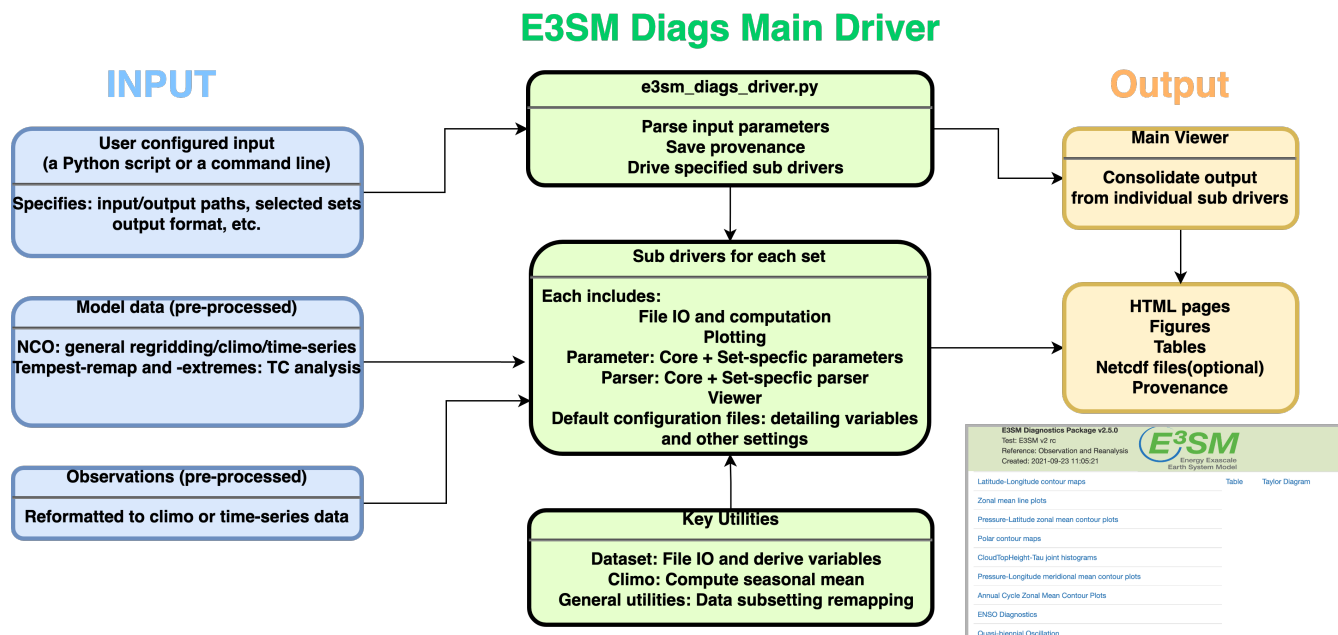 E3SM Diags Main Driver
INPUT
User configured input
(a Python script or a command line)
Specifies: input/output paths, selected sets
output format, etc.
Model data (pre-processed)
NCO: general regridding/climo/time-series
Tempest-remap and -extremes: TC analysis
Observations (pre-processed)
Reformatted to climo or time-series data
e3sm_diags_driver.py
Parse input parameters
Save provenance
Drive specified sub drivers
Sub drivers for each set
Each includes:
File IO and computation
Plotting
Parameter: Core + Set-specfic parameters
Parser: Core + Set-specfic parser
Viewer
Default configuration files: detailing variables
and other settings
Key Utilities
Dataset: File IO and derive variables
Climo: Compute seasonal mean
General utilities: Data subsetting remapping
Output
Main Viewer
Consolidate output
from individual sub drivers
HTML pages
Figures
Tables
Netcdf files(optional)
Provenance
E3SM Diagnostics Package v2.5.0
Test: E3SM v2 rc
Reference: Observation and Reanalysis
Created: 2021-09-23 11:05:21
E³SM
Energy Exascale
Earth System Model
Latitude-Longitude contour maps Table Taylor Diagram
Zonal mean line plots
Pressure-Latitude zonal mean contour plots
Polar contour maps
CloudTopHeight-Tau joint histograms
Pressure-Longitude meridional mean contour plots
Annual Cycle Zonal Mean Contour Plots
ENSO Diagnostics
Quasi-biennial Oscillation